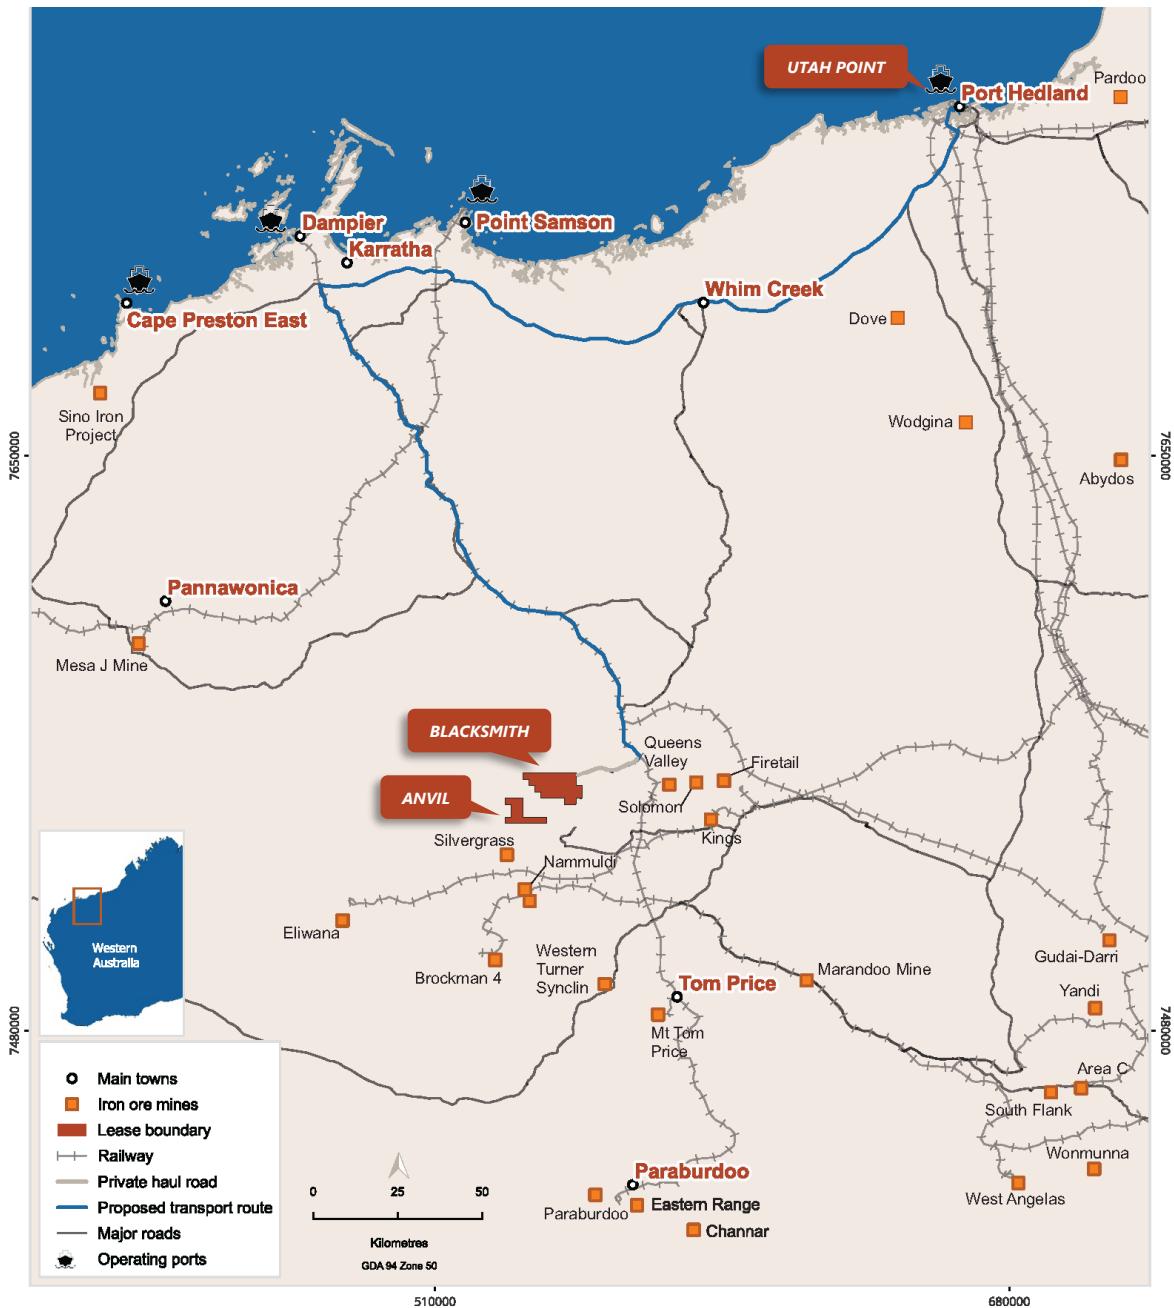 UTAH POINT
Pardoo
Port Hedland
Point Samson
Dampier
Karratha
Whim Creek
Cape Preston East
Dove
Sino Iron
Project
Wodgina
7650000
7650000
Abydos
Pannawonica
Mesa J Mine
BLACKSMITH
Queens
Valley
Firetail
ANVIL
Solomon
Silvergrass
Kings
Nammuldi
Eliwana
Western
Australia
Western
Turner
Synclin
Brockman 4
Marandoo Mine
Gudai-Darri
Tom Price
Yandi
7480000
7480000
Mt Tom
Price
Area C
South Flank
Main towns
Iron ore mines
Lease boundary
Railway
Private haul road
Proposed transport route
Major roads
Operating ports
Wonmunna
West Angelas
Paraburdoo
Paraburdoo
Eastern Range
Channar
0 25 50
Kilometres
GDA 94 Zone 50
510000
680000